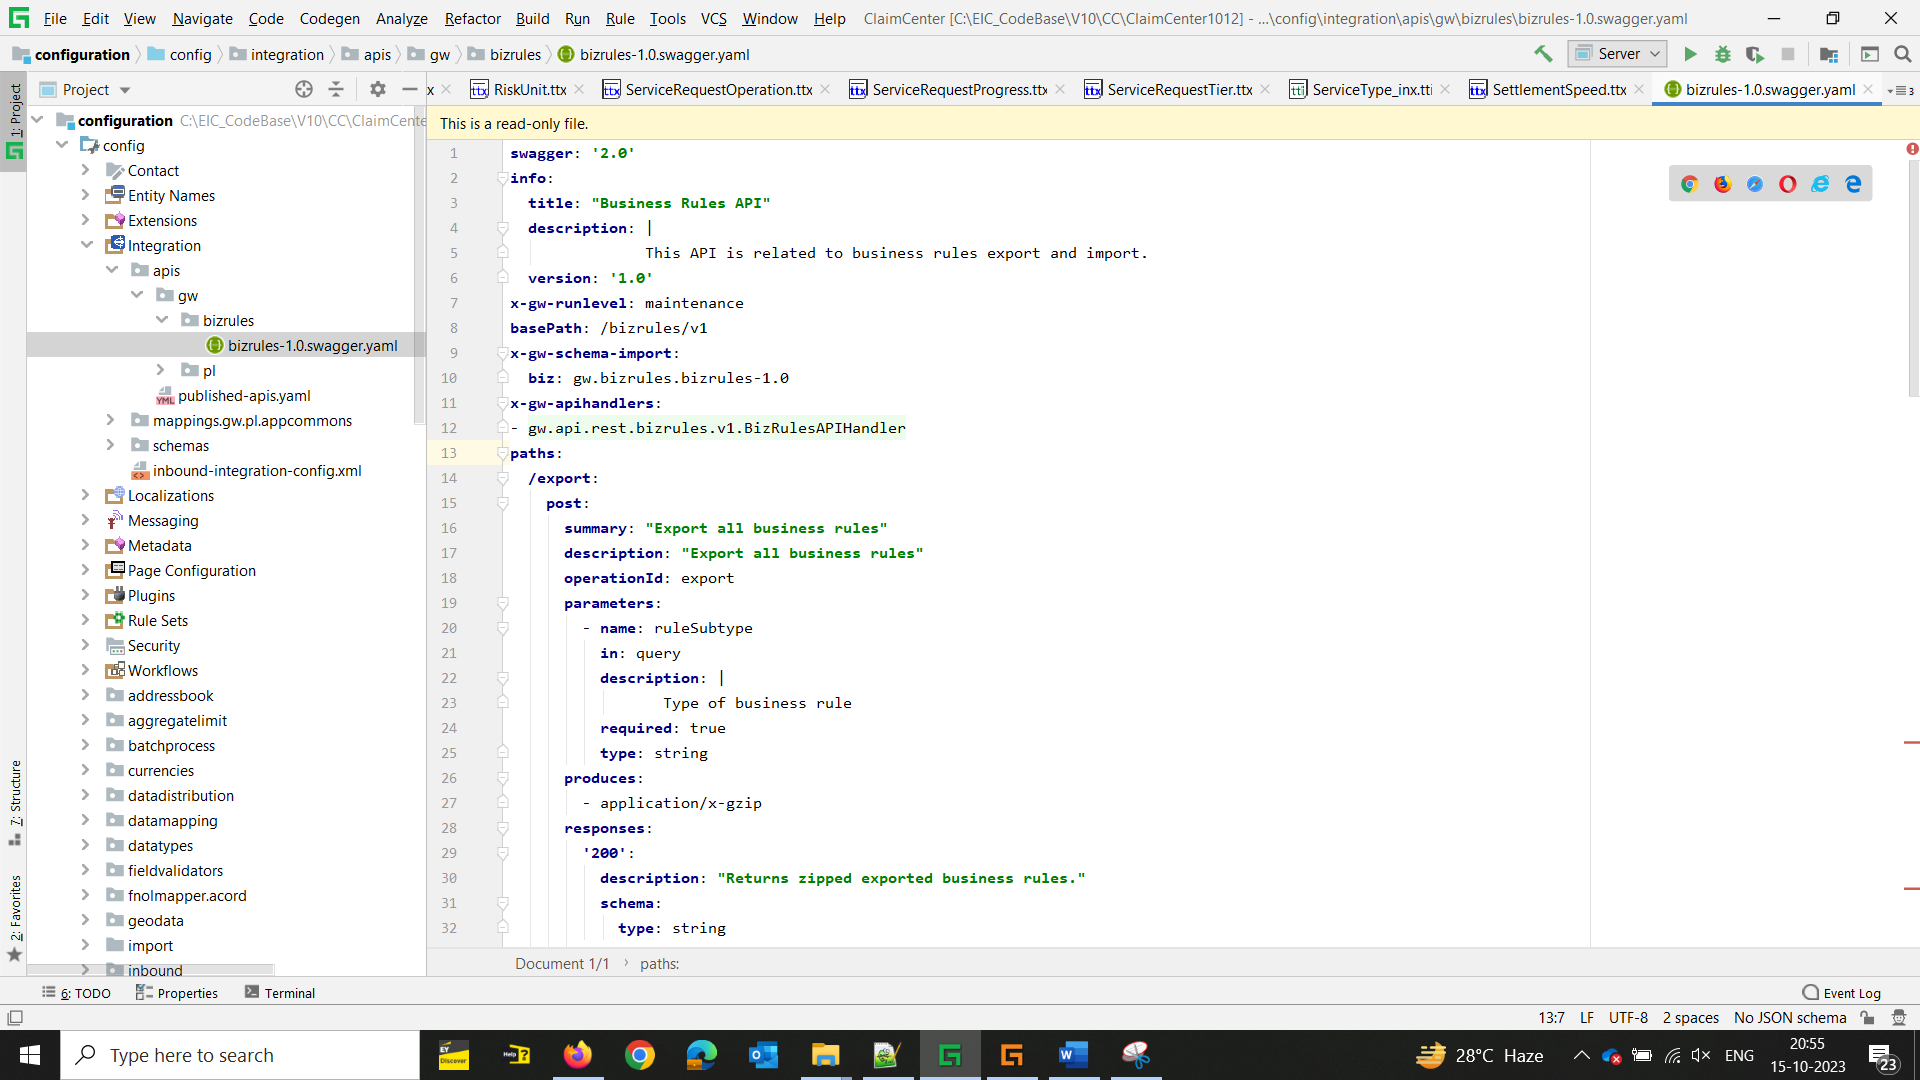 File Edit View Navigate Code Codegen Analyze Refactor Build Run Rule Tools VCS Window Help ClaimCenter [C:\EIC_CodeBase\V10\CC\ClaimCenter1012] - ...\config\integration\apis\gw\bizrules\bizrules-1.0.swagger.yaml
configuration config integration apis gw bizrules bizrules-1.0.swagger.yaml Server
Project x RiskUnit.ttx ServiceRequestOperation.ttx ServiceRequestProgress.ttx ServiceRequestTier.ttx ServiceType_inx.tti SettlementSpeed.ttx bizrules-1.0.swagger.yaml 3
1: Project
7: Structure
2: Favorites
configuration C:\EIC_CodeBase\V10\CC\ClaimCente
config
Contact
Entity Names
Extensions
Integration
apis
gw
bizrules
bizrules-1.0.swagger.yaml
pl
published-apis.yaml
mappings.gw.pl.appcommons
schemas
inbound-integration-config.xml
Localizations
Messaging
Metadata
Page Configuration
Plugins
Rule Sets
Security
Workflows
addressbook
aggregatelimit
batchprocess
currencies
datadistribution
datamapping
datatypes
fieldvalidators
fnolmapper.acord
geodata
import
inbound
This is a read-only file.
1 swagger: '2.0'
2 info:
3 title: "Business Rules API"
4 description: |
5 This API is related to business rules export and import.
6 version: '1.0'
7 x-gw-runlevel: maintenance
8 basePath: /bizrules/v1
9 x-gw-schema-import:
10 biz: gw.bizrules.bizrules-1.0
11 x-gw-apihandlers:
12 - gw.api.rest.bizrules.v1.BizRulesAPIHandler
13 paths:
14 /export:
15 post:
16 summary: "Export all business rules"
17 description: "Export all business rules"
18 operationId: export
19 parameters:
20 - name: ruleSubtype
21 in: query
22 description: |
23 Type of business rule
24 required: true
25 type: string
26 produces:
27 - application/x-gzip
28 responses:
29 '200':
30 description: "Returns zipped exported business rules."
31 schema:
32 type: string
Document 1/1 › paths:
6: TODO Properties Terminal Event Log
13:7 LF UTF-8 2 spaces No JSON schema
Type here to search EY Discover Help ? 28°C Haze ENG 20:55
15-10-2023 23